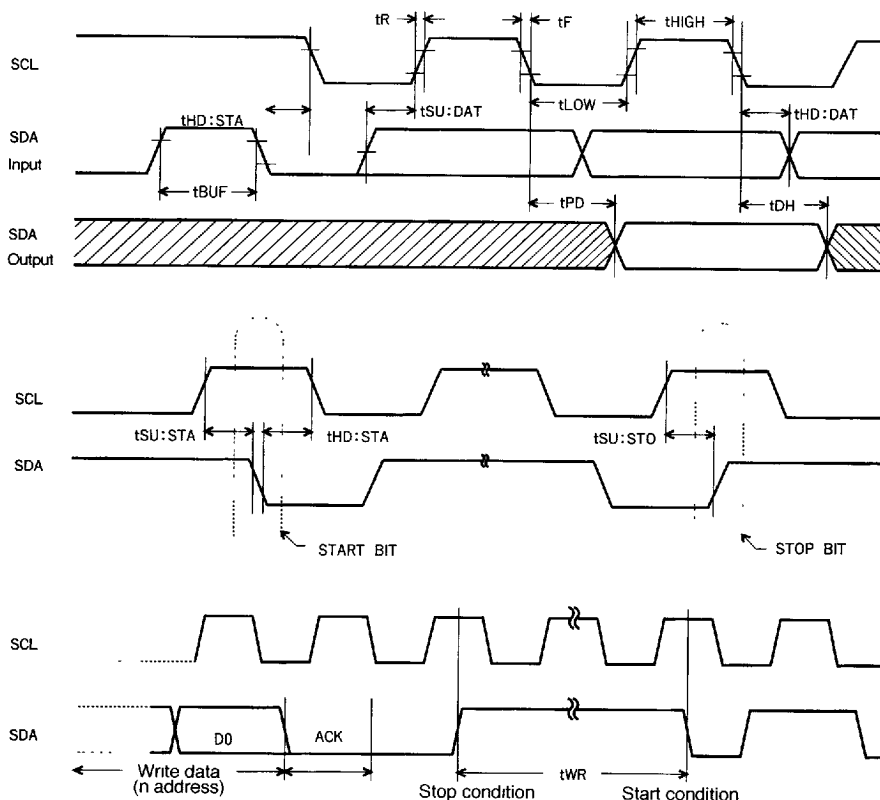 tR tF tHIGH
SCL
tHD:STA tSU:DAT tLOW tHD:DAT
SDA
Input
tBUF tPD tDH
SDA
Output
SCL
tSU:STA tHD:STA tSU:STO
SDA
START BIT STOP BIT
SCL
SDA D0 ACK
Write data tWR
(n address) Stop condition Start condition